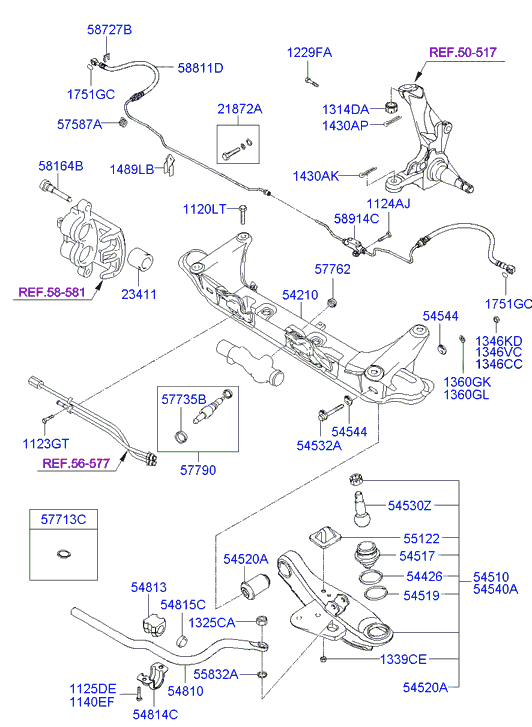 58727B
1229FA
REF.50-517
58811D
1751GC
1314DA
21872A
57587A
1430AP
58164B
1489LB
1430AK
1124AJ
1120LT
58914C
57762
REF.58-581
23411
54210
1751GC
54544
1346KD
1346VC
1346CC
1360GK
1360GL
57735B
54544
54532A
1123GT
REF.56-577
57790
54530Z
57713C
55122
54517
54520A
54426
54510
54813
54540A
54815C
54519
1325CA
1339CE
55832A
1125DE
54810
54520A
1140EF
54814C